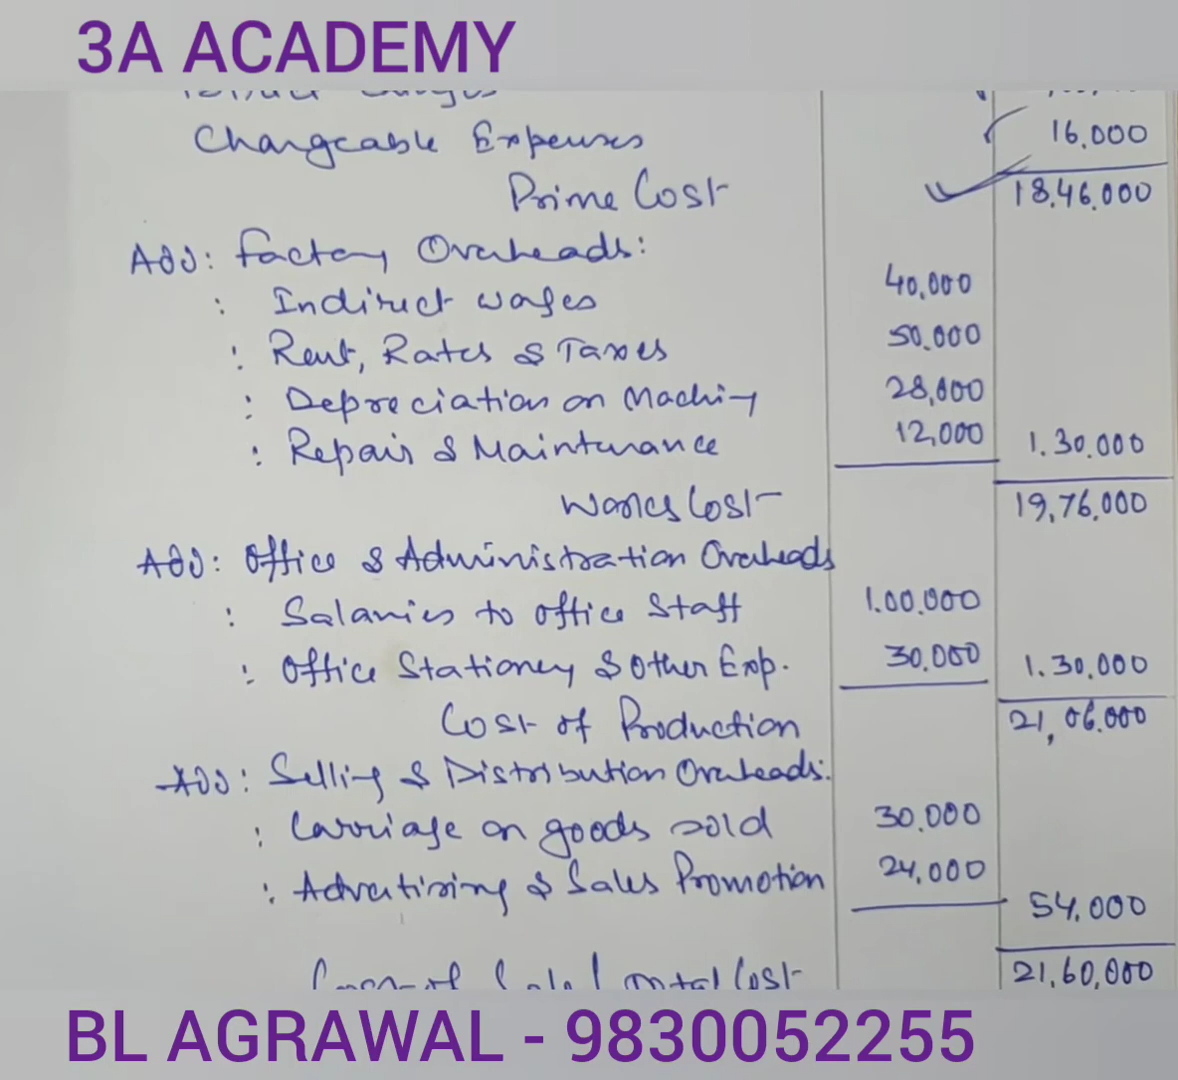 3A ACADEMY
Chargeable Expenses 16,000
Prime Cost 18,46,000
Add: Factory Overheads:
: Indirect wages 40,000
: Rent, Rates & Taxes 50,000
: Depreciation on Machiny 28,000
: Repair & Maintenance 12,000 1,30,000
Works Cost 19,76,000
Add: Office & Administration Overheads
: Salaries to office Staff 1,00,000
: Office Stationery & Other Exp. 30,000 1,30,000
Cost of Production 21,06,000
Add: Selling & Distribution Overheads:
: Carriage on goods sold 30,000
: Advertising & Sales Promotion 24,000
54,000
Cost 21,60,000
BL AGRAWAL - 9830052255